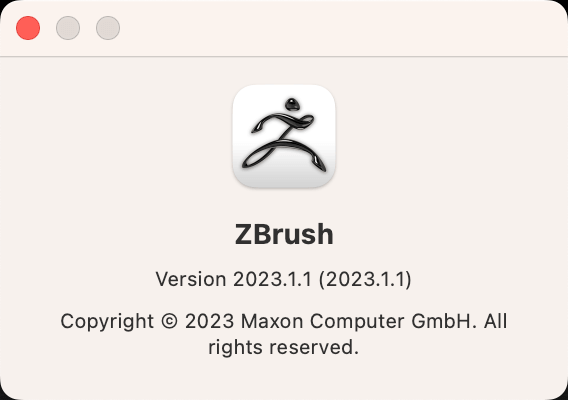 ZBrush
Version 2023.1.1 (2023.1.1)
Copyright © 2023 Maxon Computer GmbH. All
rights reserved.